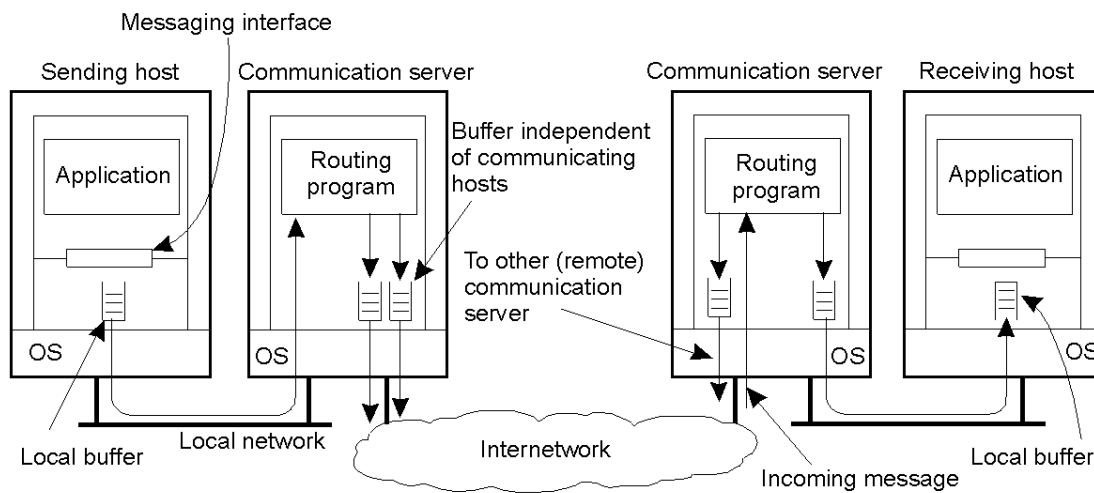 Messaging interface
Sending host
Communication server
Communication server
Receiving host
Buffer independent
of communicating
hosts
Application
Routing
program
Routing
program
Application
To other (remote)
communication
server
OS
OS
OS
OS
Local network
Internetwork
Local buffer
Incoming message
Local buffer